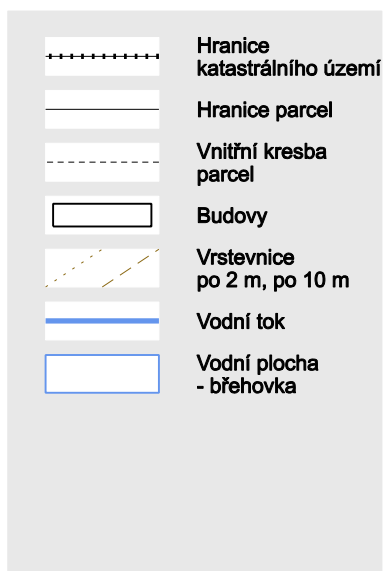 Hranice
katastrálního území
Hranice parcel
Vnitřní kresba
parcel
Budovy
Vrstevnice
po 2 m, po 10 m
Vodní tok
Vodní plocha
- břehovka